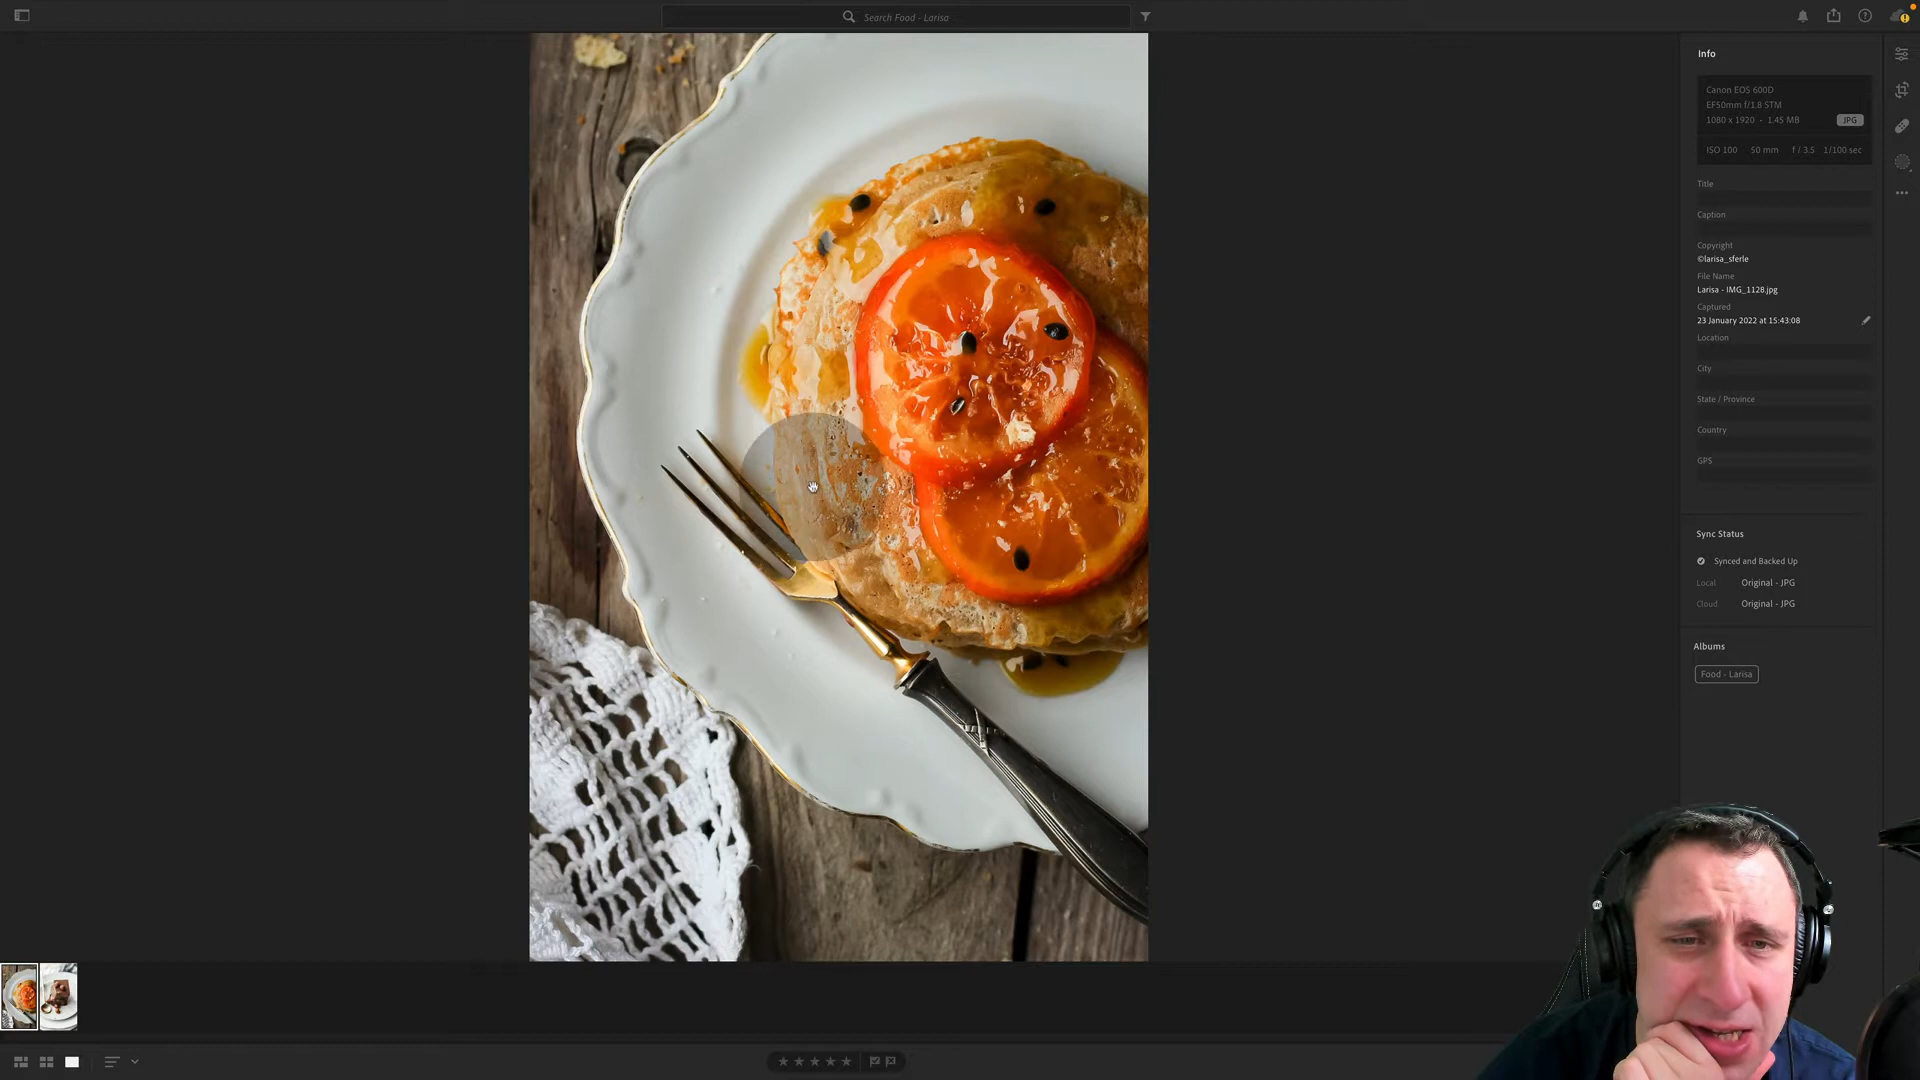 Search Food - Larisa
Info
Canon EOS 600D
EF50mm f/1.8 STM
1080 x 1920 - 1.45 MB JPG
ISO 100 50 mm f / 3.5 1/100 sec
Title
Caption
Copyright
©larisa_sferle
File Name
Larisa - IMG_1128.jpg
Captured
23 January 2022 at 15:43:08
Location
City
State / Province
Country
GPS
Sync Status
Synced and Backed Up
Local Original - JPG
Cloud Original - JPG
Albums
Food - Larisa